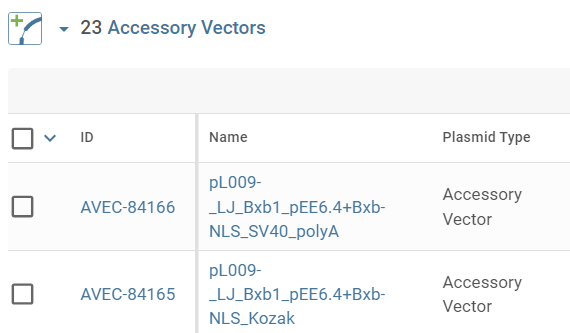 23 Accessory Vectors
ID Name Plasmid Type
AVEC-84166 pL009-
_LJ_Bxb1_pEE6.4+Bxb-
NLS_SV40_polyA Accessory
Vector
AVEC-84165 pL009-
_LJ_Bxb1_pEE6.4+Bxb-
NLS_Kozak Accessory
Vector